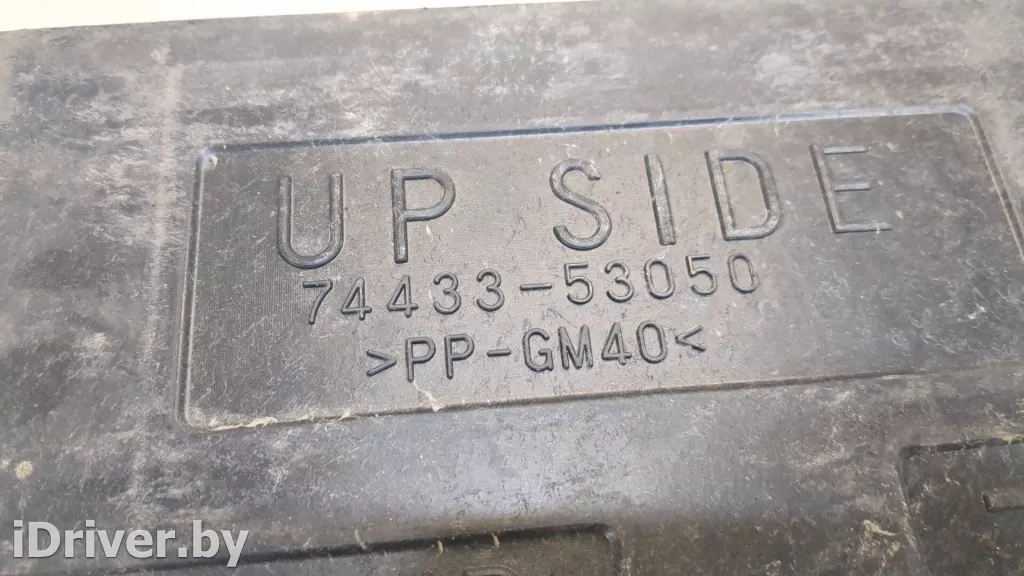 UP SIDE
74433-53050
>PP-GM40<
iDriver.by